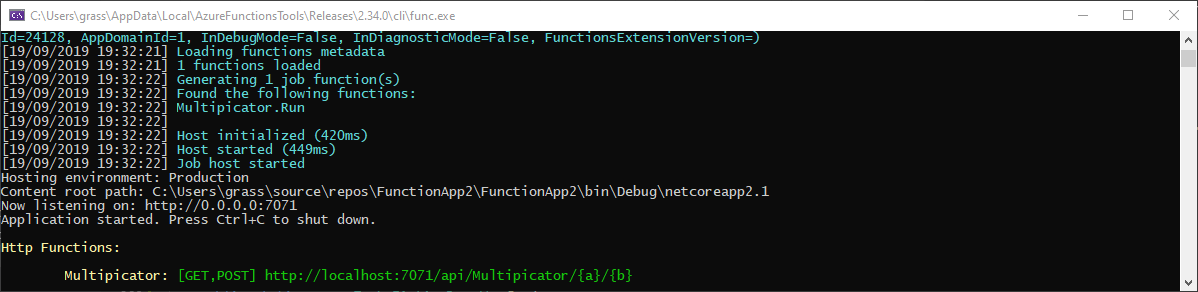 C:\Users\grass\AppData\Local\AzureFunctionsTools\Releases\2.34.0\cli\func.exe
Id=24128, AppDomainId=1, InDebugMode=False, InDiagnosticMode=False, FunctionsExtensionVersion=)
[19/09/2019 19:32:21] Loading functions metadata
[19/09/2019 19:32:21] 1 functions loaded
[19/09/2019 19:32:22] Generating 1 job function(s)
[19/09/2019 19:32:22] Found the following functions:
[19/09/2019 19:32:22] Multipicator.Run
[19/09/2019 19:32:22]
[19/09/2019 19:32:22] Host initialized (420ms)
[19/09/2019 19:32:22] Host started (449ms)
[19/09/2019 19:32:22] Job host started
Hosting environment: Production
Content root path: C:\Users\grass\source\repos\FunctionApp2\FunctionApp2\bin\Debug\netcoreapp2.1
Now listening on: http://0.0.0.0:7071
Application started. Press Ctrl+C to shut down.
Http Functions:
Multipicator: [GET,POST] http://localhost:7071/api/Multipicator/{a}/{b}